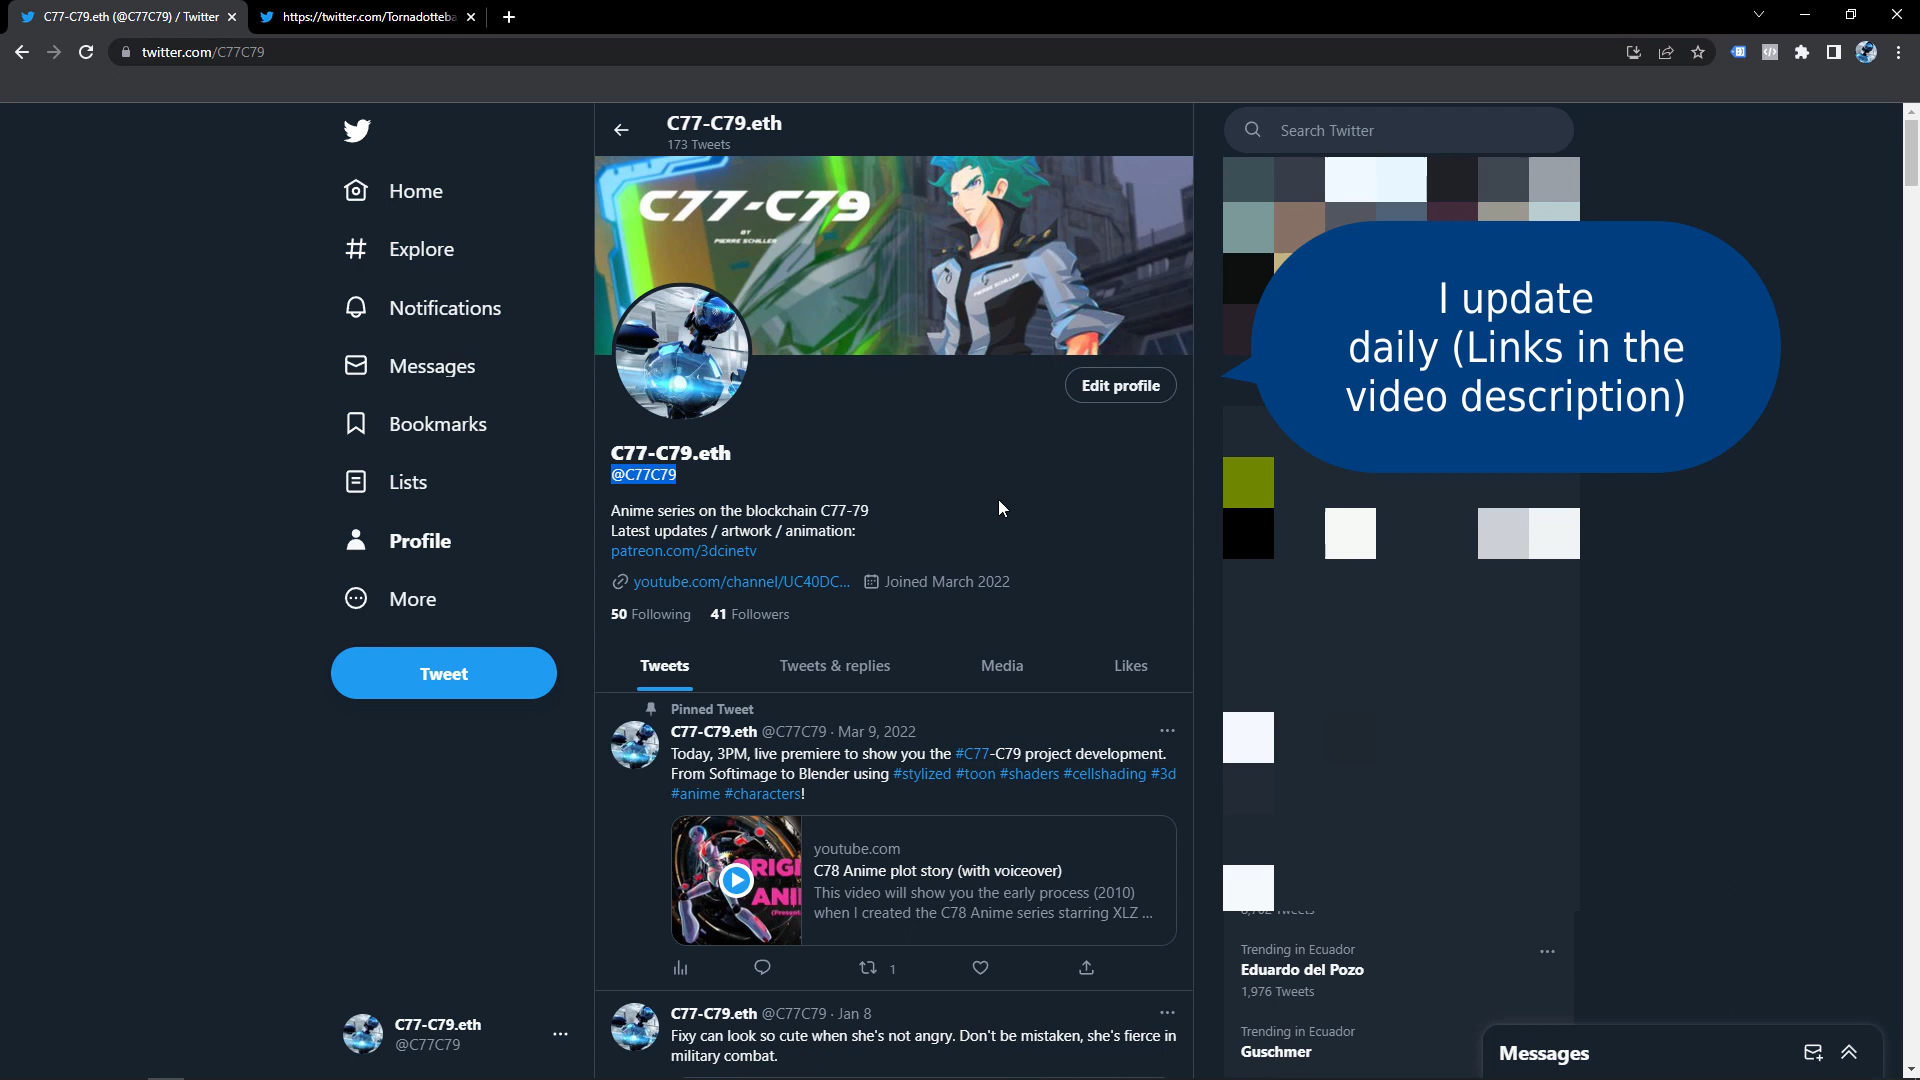 C77-C79.eth (@C77C79) / Twitter
https://twitter.com/Tornadotteba
twitter.com/C77C79
C77-C79.eth
173 Tweets
Search Twitter
Home
Explore
Notifications
Messages
Bookmarks
Lists
Profile
More
Tweet
C77-C79
BY
PIERRE SCHILLER
PIERRE SCHILLER
I update
daily (Links in the
video description)
Edit profile
C77-C79.eth
@C77C79
Anime series on the blockchain C77-79
Latest updates / artwork / animation:
patreon.com/3dcinetv
youtube.com/channel/UC40DC... Joined March 2022
50 Following 41 Followers
Tweets Tweets & replies Media Likes
Pinned Tweet
C77-C79.eth @C77C79 · Mar 9, 2022
Today, 3PM, live premiere to show you the #C77-C79 project development.
From Softimage to Blender using #stylized #toon #shaders #cellshading #3d
#anime #characters!
youtube.com
C78 Anime plot story (with voiceover)
This video will show you the early process (2010)
when I created the C78 Anime series starring XLZ ...
1
C77-C79.eth @C77C79 · Jan 8
Fixy can look so cute when she's not angry. Don't be mistaken, she's fierce in
military combat.
C77-C79.eth
@C77C79
Trending in Ecuador
Eduardo del Pozo
1,976 Tweets
Trending in Ecuador
Guschmer
Messages